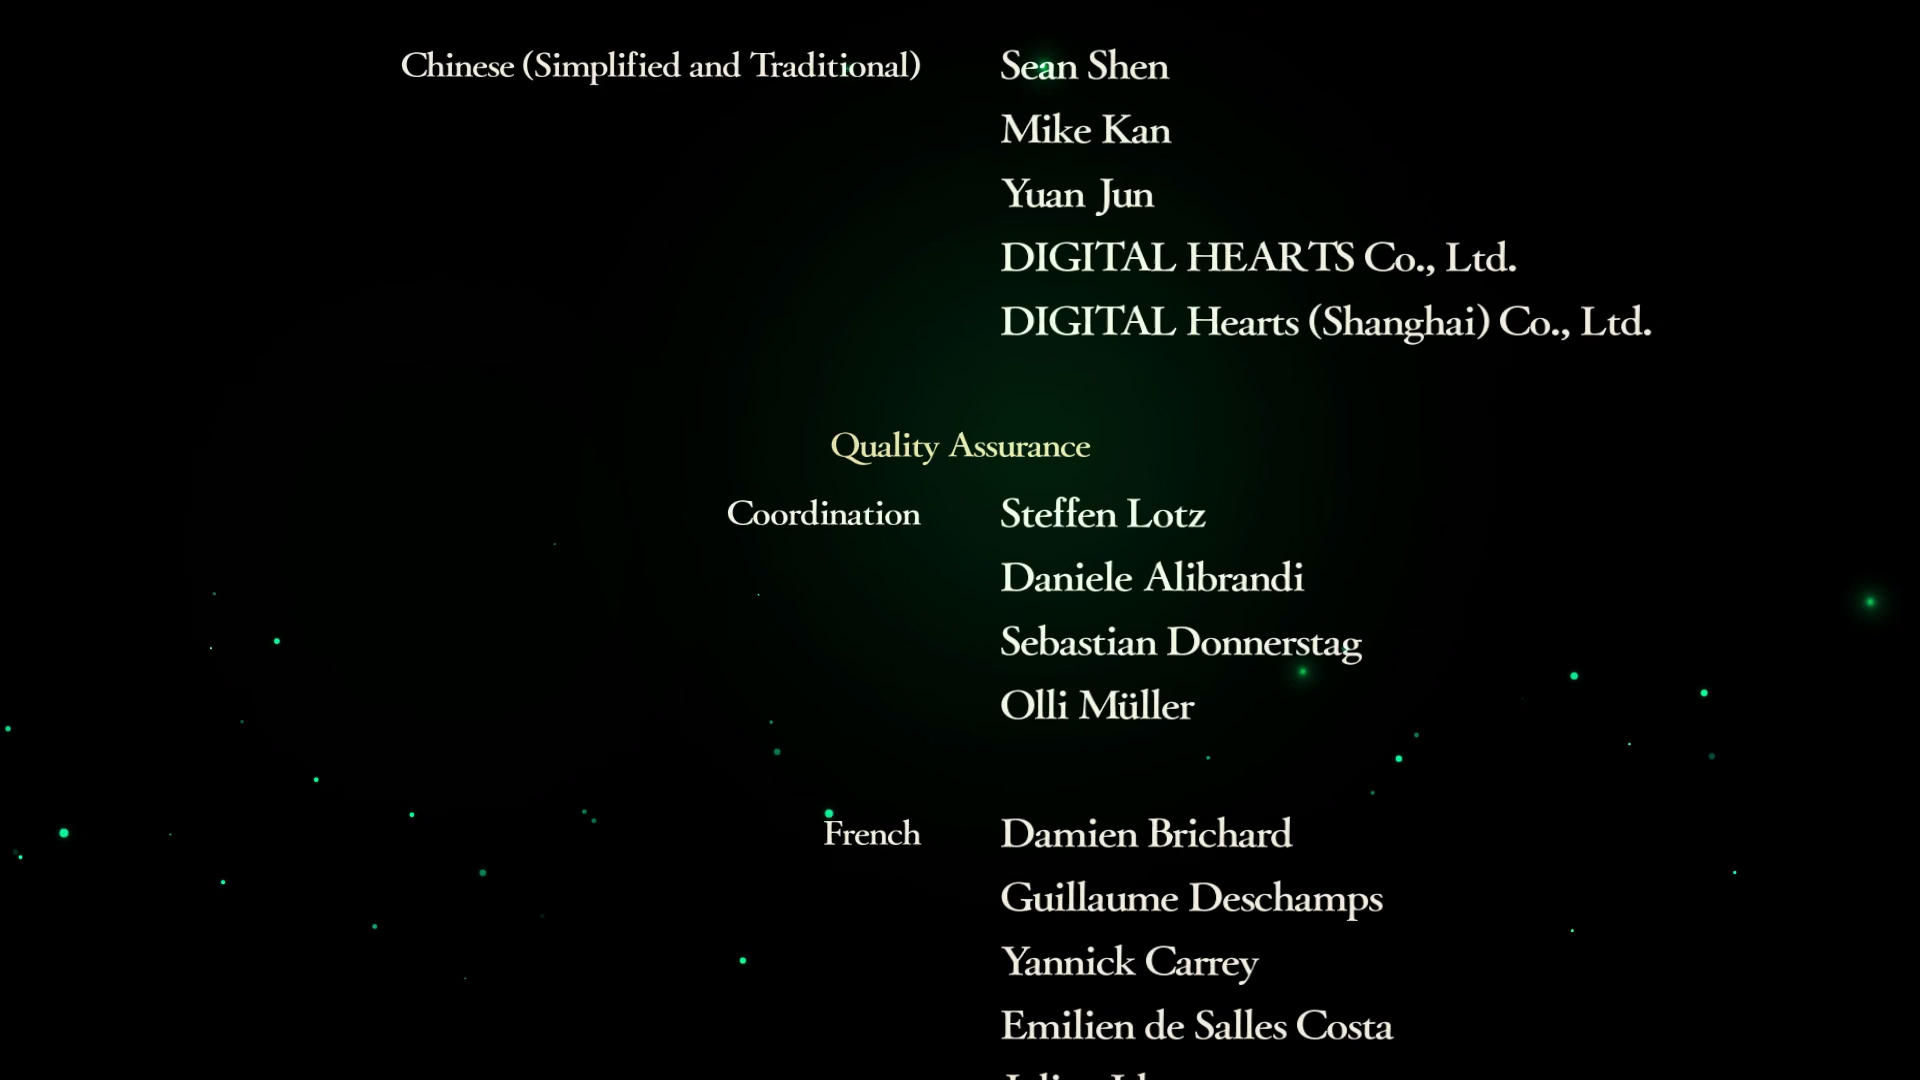 Chinese (Simplified and Traditional) Sean Shen
Mike Kan
Yuan Jun
DIGITAL HEARTS Co., Ltd.
DIGITAL Hearts (Shanghai) Co., Ltd.
Quality Assurance
Coordination Steffen Lotz
Daniele Alibrandi
Sebastian Donnerstag
Olli Müller
French Damien Brichard
Guillaume Deschamps
Yannick Carrey
Emilien de Salles Costa